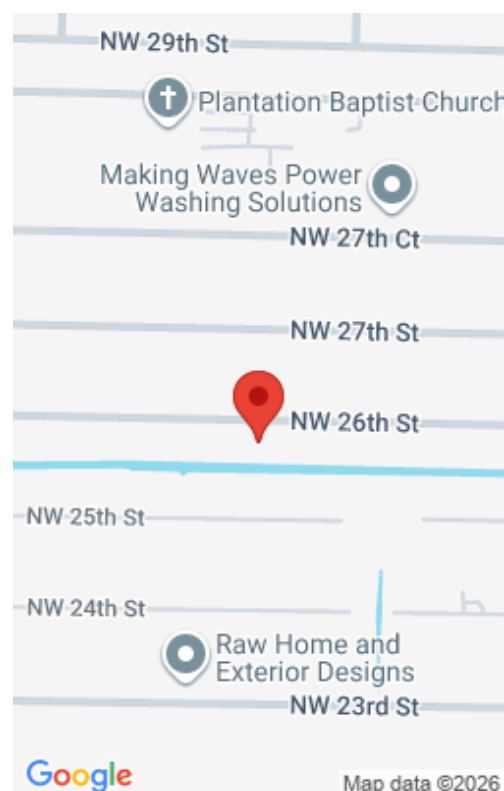 NW 29th St
Plantation Baptist Church
Making Waves Power
Washing Solutions
NW 27th Ct
NW 27th St
NW 26th St
NW 25th St
NW 24th St
Raw Home and
Exterior Designs
NW 23rd St
Google
Map data ©2026